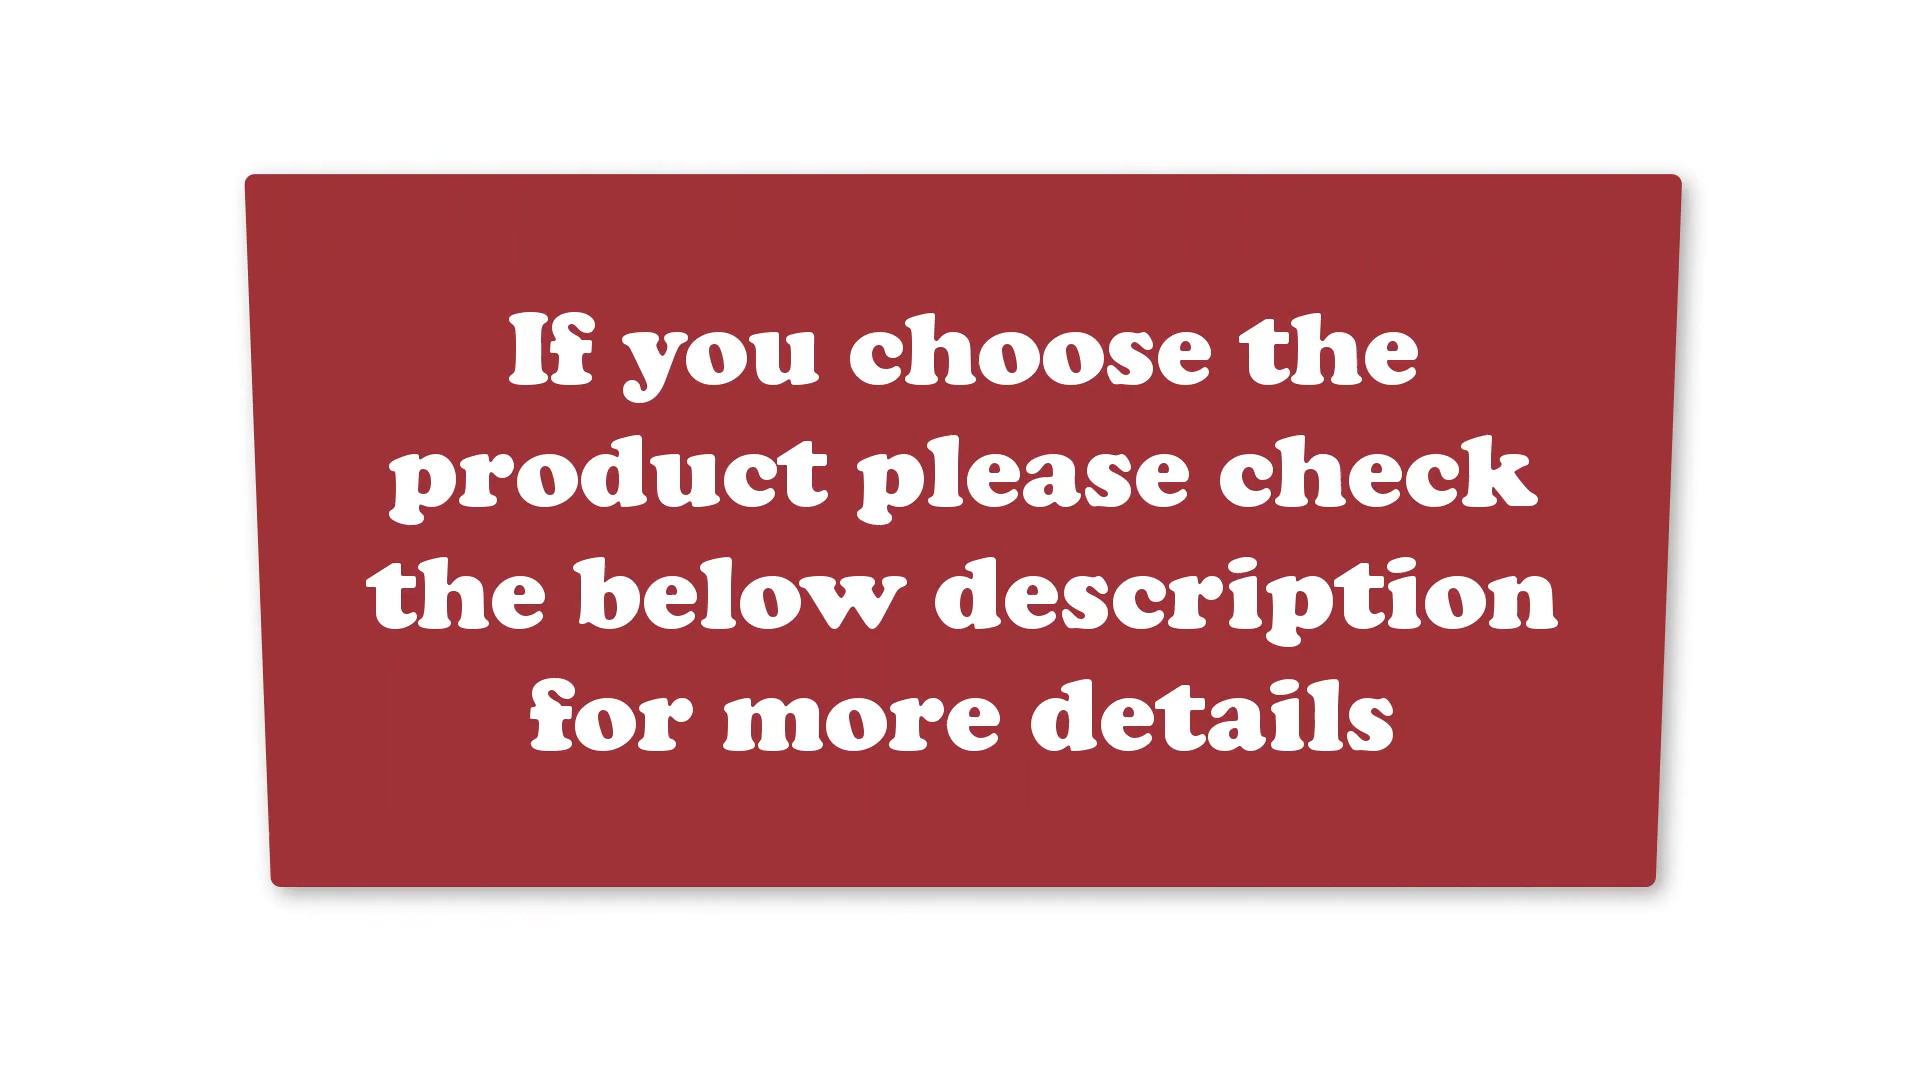 If you choose the
product please check
the below description
for more details